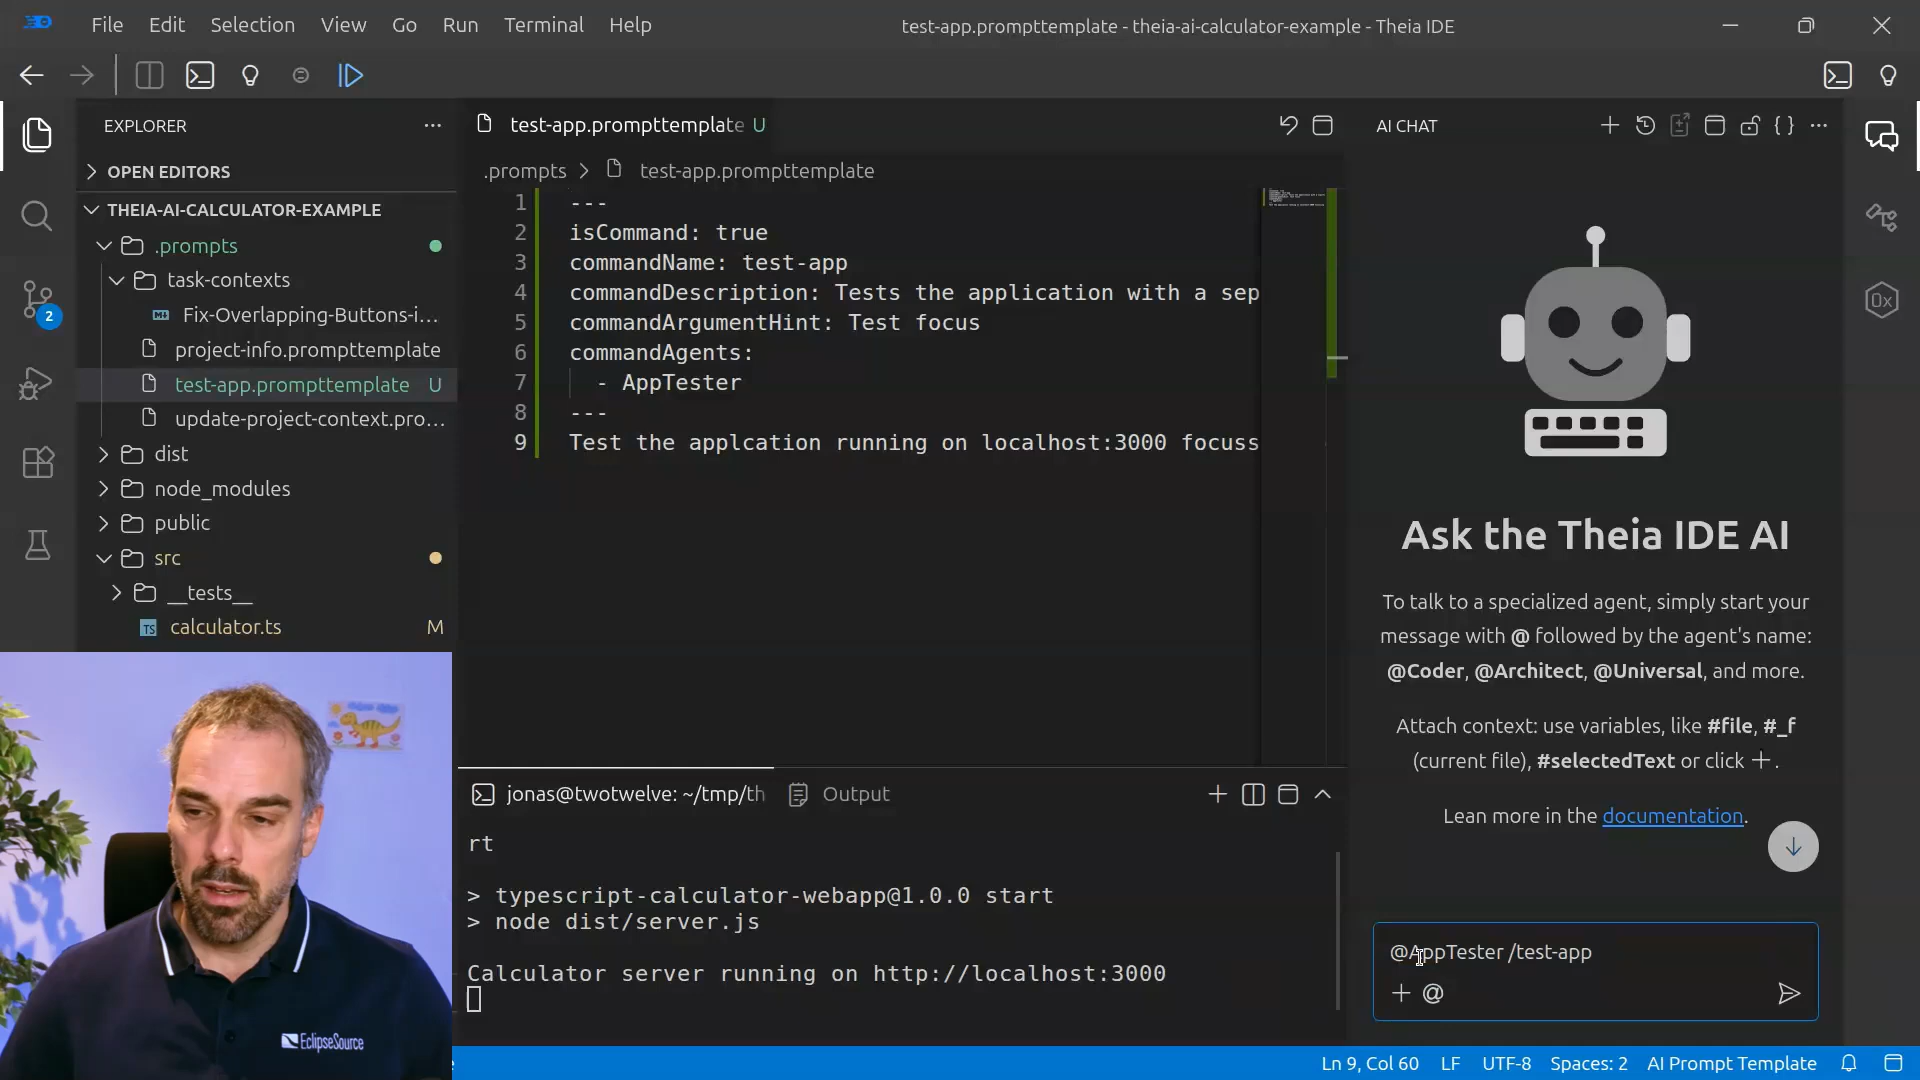 File Edit Selection View Go Run Terminal Help
test-app.prompttemplate - theia-ai-calculator-example - Theia IDE
EXPLORER
OPEN EDITORS
THEIA-AI-CALCULATOR-EXAMPLE
.prompts
task-contexts
Fix-Overlapping-Buttons-i...
project-info.prompttemplate
test-app.prompttemplate U
update-project-context.pro...
dist
node_modules
public
src
__tests__
TS calculator.ts M
2
test-app.prompttemplate U
.prompts > test-app.prompttemplate
1 ---
2 isCommand: true
3 commandName: test-app
4 commandDescription: Tests the application with a sep
5 commandArgumentHint: Test focus
6 commandAgents:
7 - AppTester
8 ---
9 Test the applcation running on localhost:3000 focuss
jonas@twotwelve: ~/tmp/th
Output
rt
> typescript-calculator-webapp@1.0.0 start
> node dist/server.js
Calculator server running on http://localhost:3000
AI CHAT
Ask the Theia IDE AI
To talk to a specialized agent, simply start your
message with @ followed by the agent's name:
@Coder, @Architect, @Universal, and more.
Attach context: use variables, like #file, #_f
(current file), #selectedText or click +.
Lean more in the documentation.
@AppTester /test-app
+ @
0x
EclipseSource
Ln 9, Col 60 LF UTF-8 Spaces: 2 AI Prompt Template